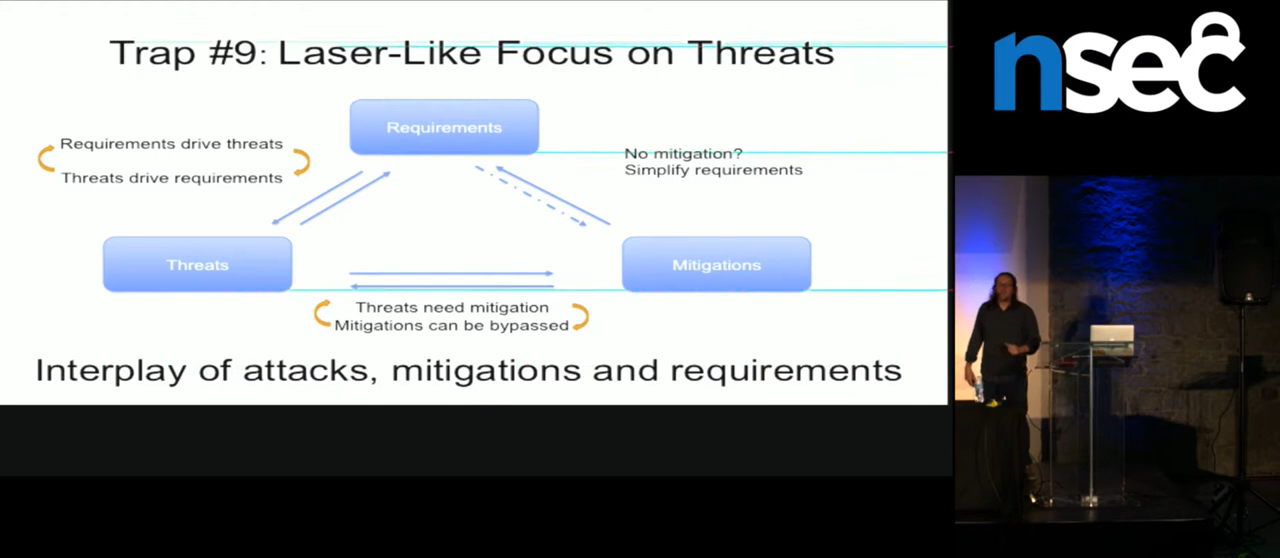 Trap #9: Laser-Like Focus on Threats
Requirements
Requirements drive threats
Threats drive requirements
No mitigation?
Simplify requirements
Threats
Mitigations
Threats need mitigation
Mitigations can be bypassed
Interplay of attacks, mitigations and requirements
nsec